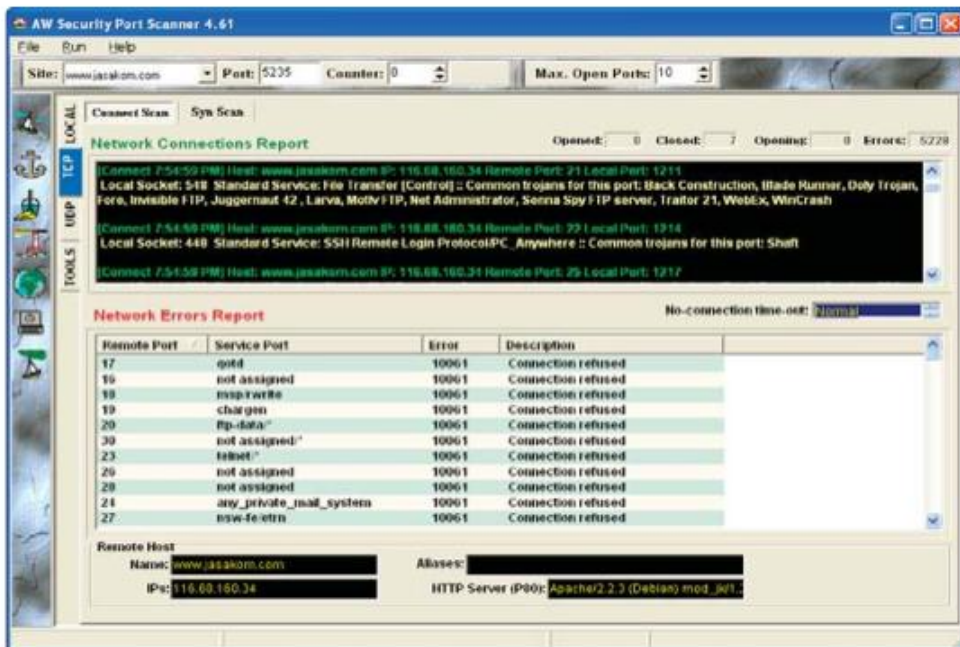 AW Security Port Scanner 4.61
File Run Help
Site: www.jasakom.com Port: 5235 Counter: 0 Max. Open Ports: 10
LOCAL
TCP
UDP
TOOLS
Connect Scan Syn Scan
Network Connections Report Opened: 0 Closed: 7 Opening: 0 Errors: 5228
[Connect 7:54:59 PM] Host: www.jasakom.com IP: 116.68.160.34 Remote Port: 21 Local Port: 1211
Local Socket: 548 Standard Service: File Transfer [Control] :: Common trojans for this port: Back Construction, Blade Runner, Doly Trojan,
Fore, Invisible FTP, Juggernaut 42 , Larva, Motiv FTP, Net Administrator, Senna Spy FTP server, Traitor 21, WebEx, WinCrash
[Connect 7:54:59 PM] Host: www.jasakom.com IP: 116.68.160.34 Remote Port: 22 Local Port: 1214
Local Socket: 440 Standard Service: SSH Remote Login Protocol/PC_Anywhere :: Common trojans for this port: Shaft
[Connect 7:54:59 PM] Host: www.jasakom.com IP: 116.68.160.34 Remote Port: 25 Local Port: 1217
Network Errors Report No-connection time-out: Normal
Remote Port Service Port Error Description
17 qotd 10061 Connection refused
16 not assigned 10061 Connection refused
18 msp/rwrite 10061 Connection refused
19 chargen 10061 Connection refused
20 ftp-data/* 10061 Connection refused
30 not assigned/* 10061 Connection refused
23 telnet/* 10061 Connection refused
26 not assigned 10061 Connection refused
28 not assigned 10061 Connection refused
24 any_private_mail_system 10061 Connection refused
27 nsw-fe/etrn 10061 Connection refused
Remote Host
Name: www.jasakom.com Aliases:
IPs: 116.68.160.34 HTTP Server (P80): Apache/2.2.3 (Debian) mod_jk/1.2